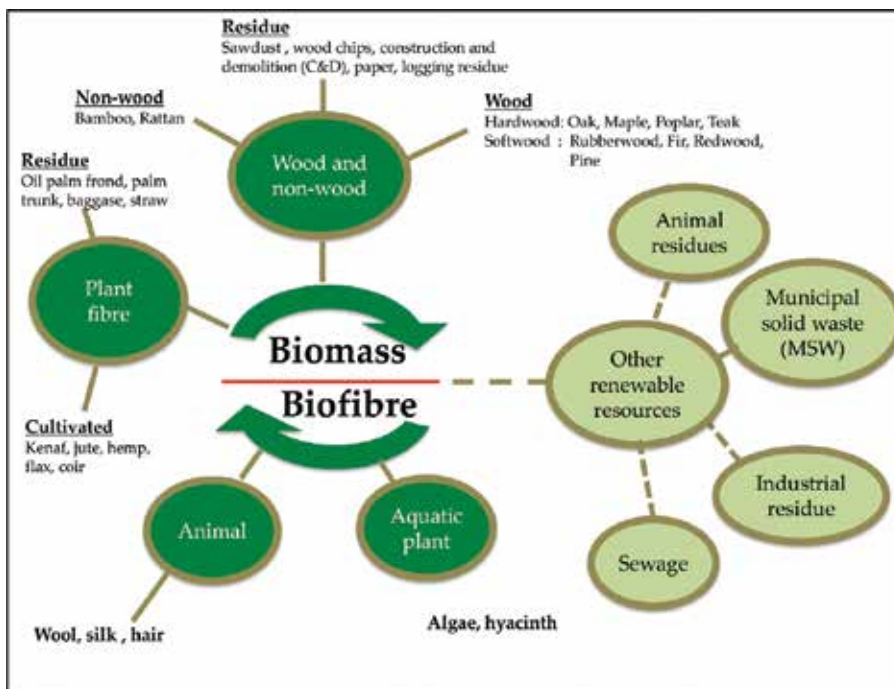 Residue
Sawdust , wood chips, construction and
demolition (C&D), paper, logging residue
Non-wood
Bamboo, Rattan
Wood
Hardwood: Oak, Maple, Poplar, Teak
Softwood : Rubberwood, Fir, Redwood,
Pine
Wood and
non-wood
Residue
Oil palm frond, palm
trunk, baggase, straw
Plant
fibre
Cultivated
Kenaf, jute, hemp,
flax, coir
Biomass
Biofibre
Animal
Wool, silk , hair
Aquatic
plant
Algae, hyacinth
Other
renewable
resources
Animal
residues
Municipal
solid waste
(MSW)
Industrial
residue
Sewage